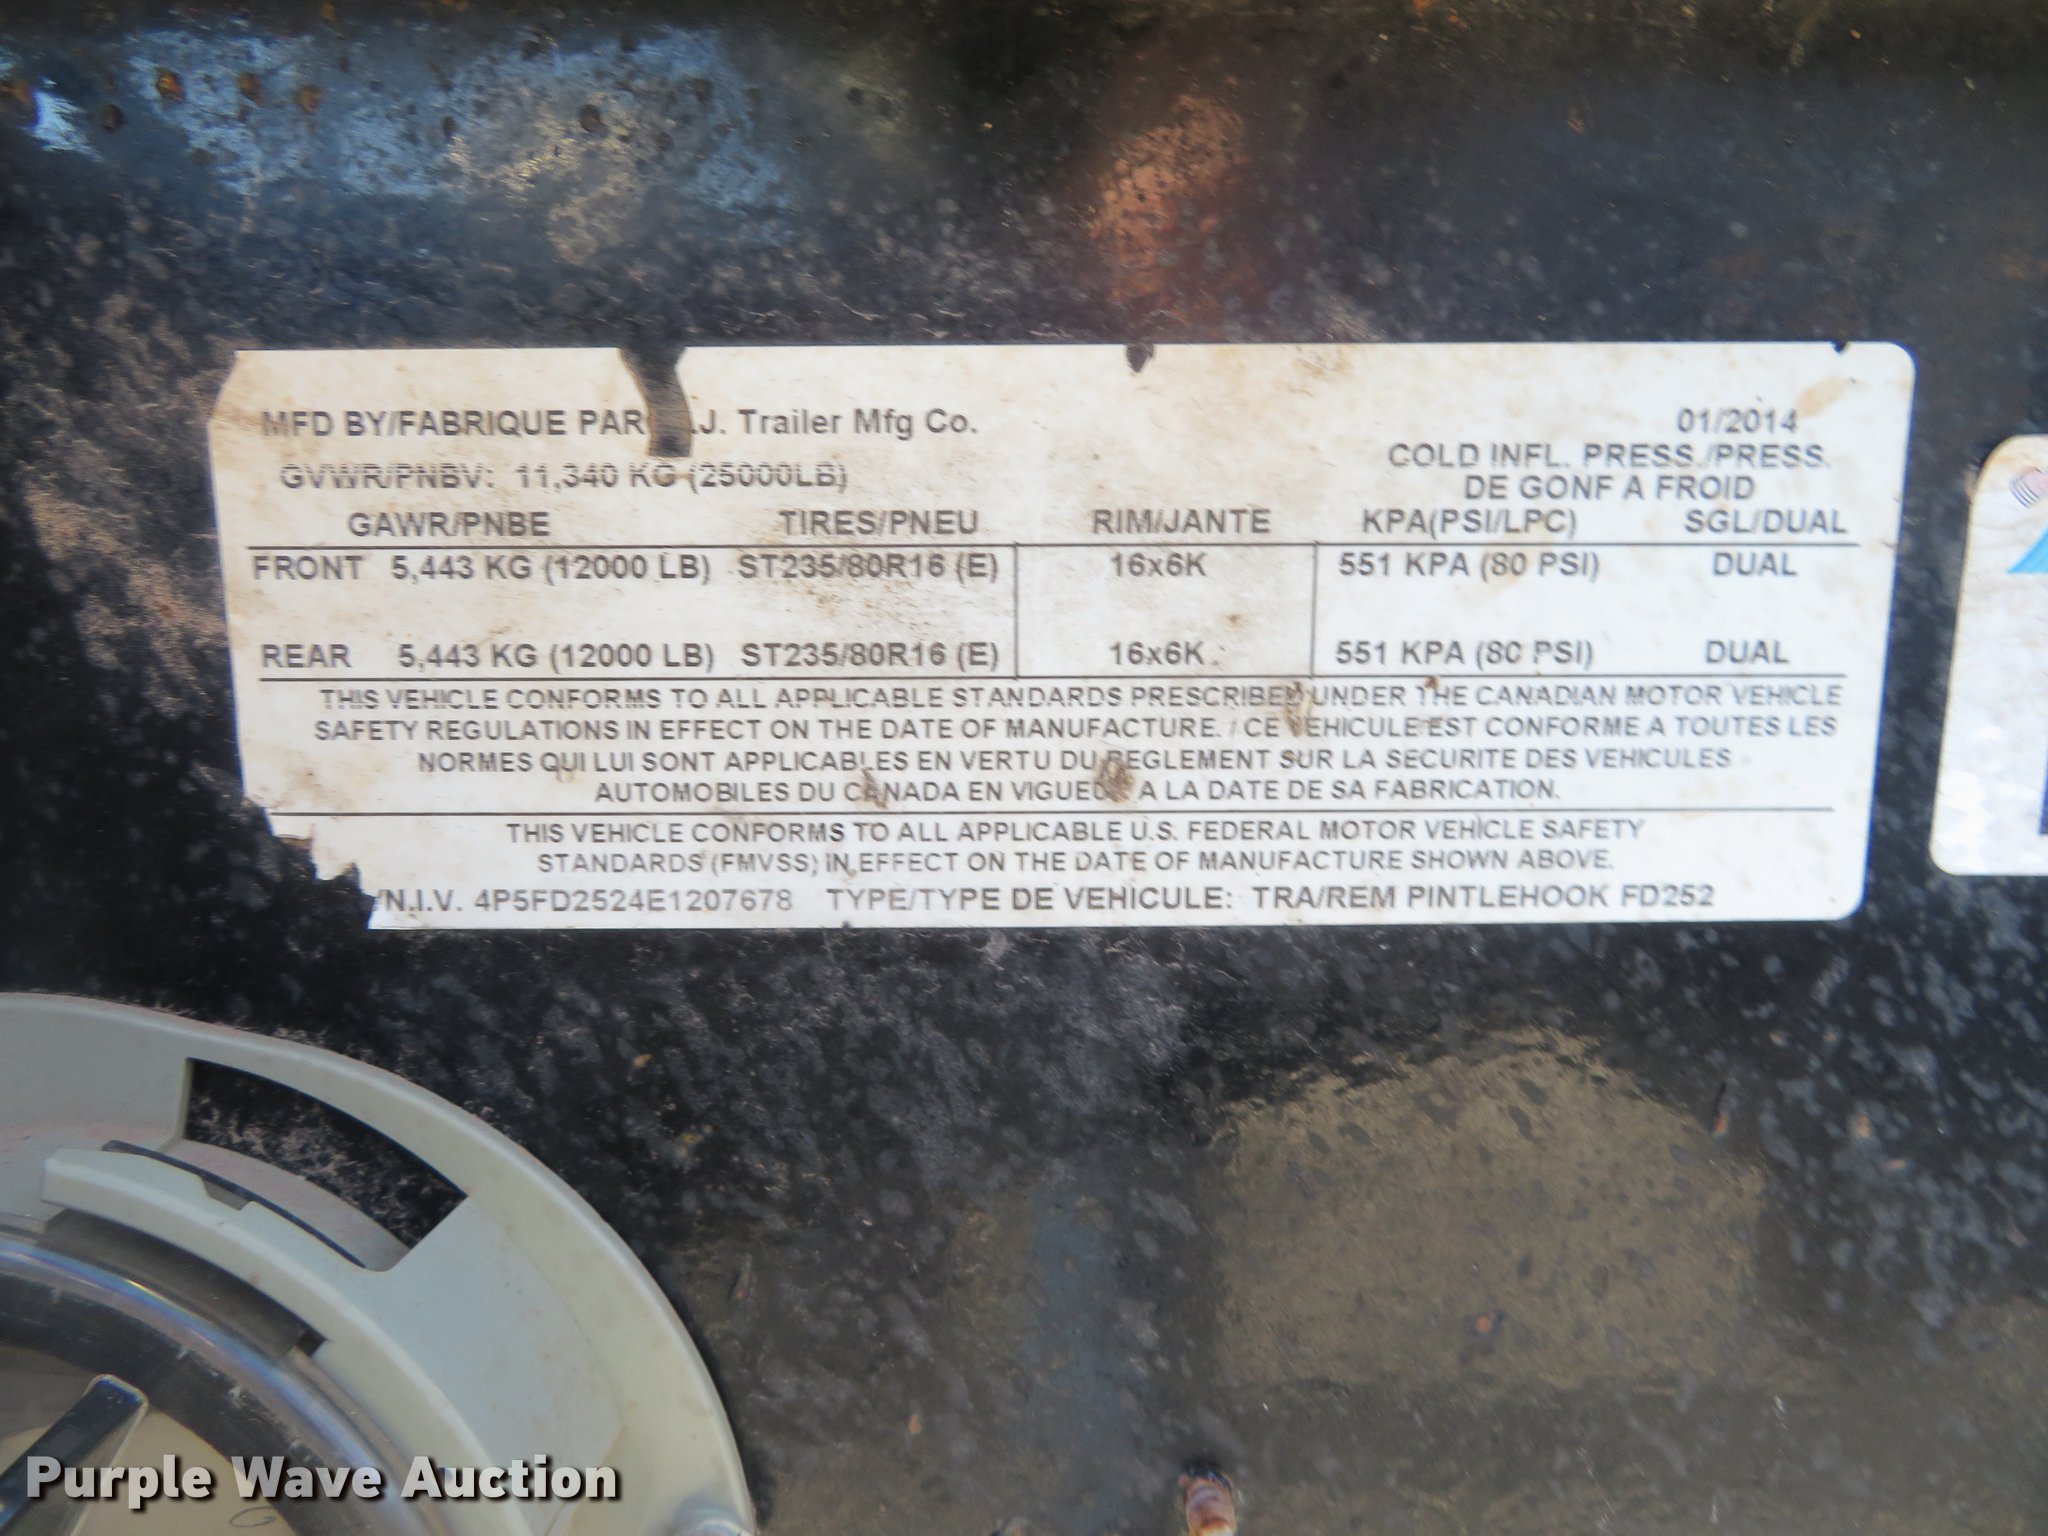 MFD BY/FABRIQUE PAR .J. Trailer Mfg Co. 01/2014
GVWR/PNBV: 11,340 KG (25000LB) COLD INFL. PRESS./PRESS.
DE GONF A FROID
GAWR/PNBE TIRES/PNEU RIM/JANTE KPA(PSI/LPC) SGL/DUAL
FRONT 5,443 KG (12000 LB) ST235/80R16 (E) 16x6K 551 KPA (80 PSI) DUAL
REAR 5,443 KG (12000 LB) ST235/80R16 (E) 16x6K 551 KPA (80 PSI) DUAL
THIS VEHICLE CONFORMS TO ALL APPLICABLE STANDARDS PRESCRIBED UNDER THE CANADIAN MOTOR VEHICLE
SAFETY REGULATIONS IN EFFECT ON THE DATE OF MANUFACTURE. / CE VEHICULE EST CONFORME A TOUTES LES
NORMES QUI LUI SONT APPLICABLES EN VERTU DU REGLEMENT SUR LA SECURITE DES VEHICULES
AUTOMOBILES DU CANADA EN VIGUEUR A LA DATE DE SA FABRICATION.
THIS VEHICLE CONFORMS TO ALL APPLICABLE U.S. FEDERAL MOTOR VEHICLE SAFETY
STANDARDS (FMVSS) IN EFFECT ON THE DATE OF MANUFACTURE SHOWN ABOVE.
/N.I.V. 4P5FD2524E1207678 TYPE/TYPE DE VEHICULE: TRA/REM PINTLEHOOK FD252
Purple Wave Auction